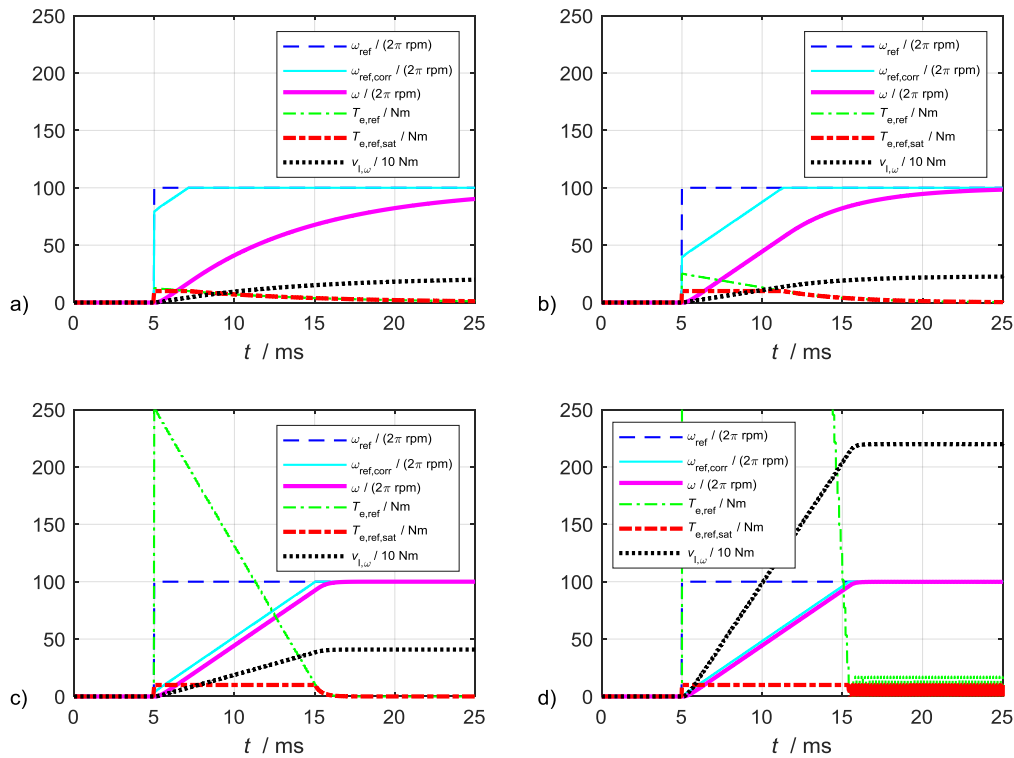 250
200
150
100
50
0
0 5 10 15 20 25
t / ms
a)
ω_ref / (2π rpm)
ω_ref,corr / (2π rpm)
ω / (2π rpm)
T_e,ref / Nm
T_e,ref,sat / Nm
v_I,ω / 10 Nm
250
200
150
100
50
0
0 5 10 15 20 25
t / ms
b)
ω_ref / (2π rpm)
ω_ref,corr / (2π rpm)
ω / (2π rpm)
T_e,ref / Nm
T_e,ref,sat / Nm
v_I,ω / 10 Nm
250
200
150
100
50
0
0 5 10 15 20 25
t / ms
c)
ω_ref / (2π rpm)
ω_ref,corr / (2π rpm)
ω / (2π rpm)
T_e,ref / Nm
T_e,ref,sat / Nm
v_I,ω / 10 Nm
250
200
150
100
50
0
0 5 10 15 20 25
t / ms
d)
ω_ref / (2π rpm)
ω_ref,corr / (2π rpm)
ω / (2π rpm)
T_e,ref / Nm
T_e,ref,sat / Nm
v_I,ω / 10 Nm